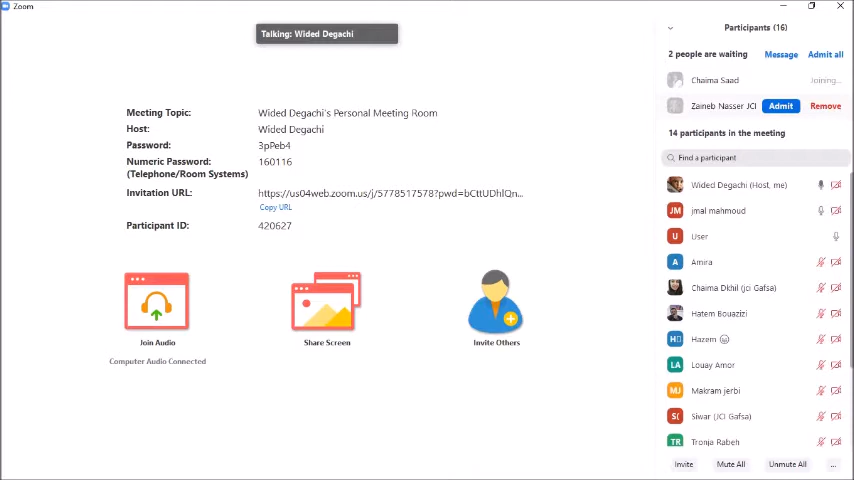 Zoom
Talking: Wided Degachi
Meeting Topic: Wided Degachi's Personal Meeting Room
Host: Wided Degachi
Password: 3pPeb4
Numeric Password: 160116
(Telephone/Room Systems)
Invitation URL: https://us04web.zoom.us/j/5778517578?pwd=bCttUDhlQn...
Copy URL
Participant ID: 420627
Join Audio
Computer Audio Connected
Share Screen
Invite Others
Participants (16)
2 people are waiting Message Admit all
Chaima Saad Joining...
Zaineb Nasser JCI Admit Remove
14 participants in the meeting
Find a participant
Wided Degachi (Host, me)
JM jmal mahmoud
U User
A Amira
Chaima Dkhil (jci Gafsa)
Hatem Bouazizi
H Hazem
LA Louay Amor
MJ Makram jerbi
S( Siwar (JCI Gafsa)
TR Tronja Rabeh
Invite Mute All Unmute All ...